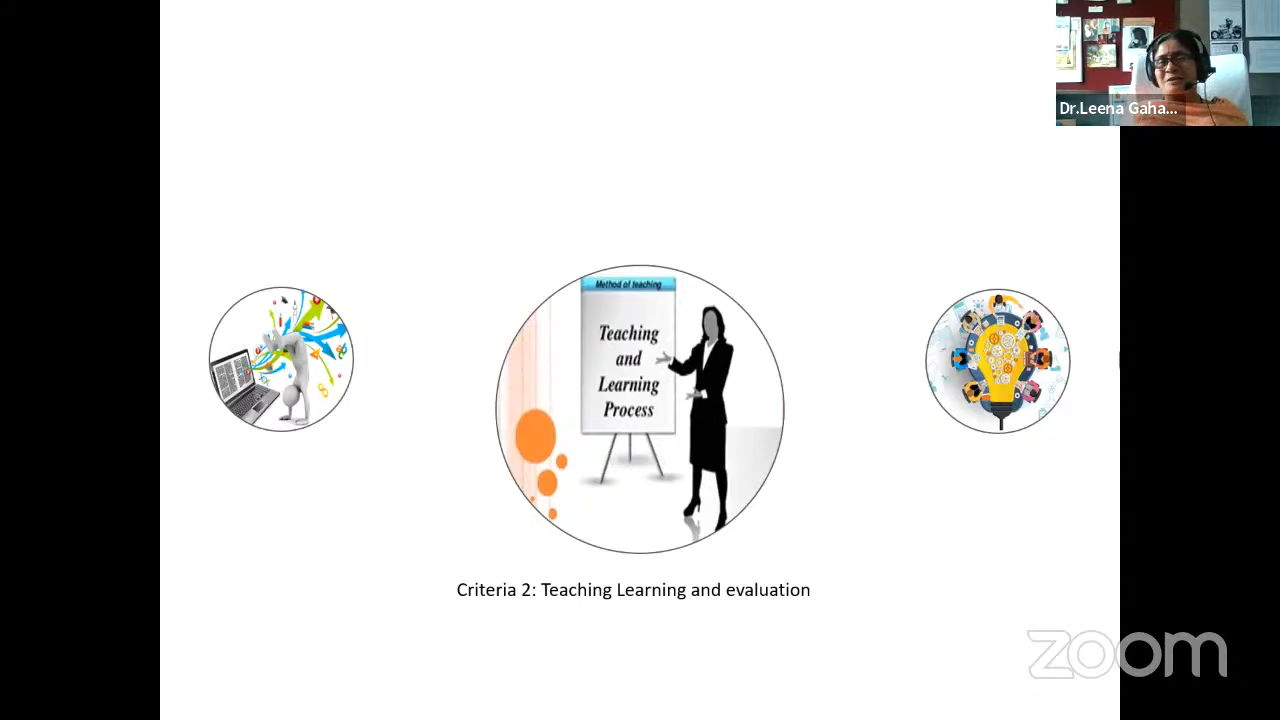 Dr.Leena Gaha...
Method of teaching
Teaching
and
Learning
Process
Criteria 2: Teaching Learning and evaluation
zoom